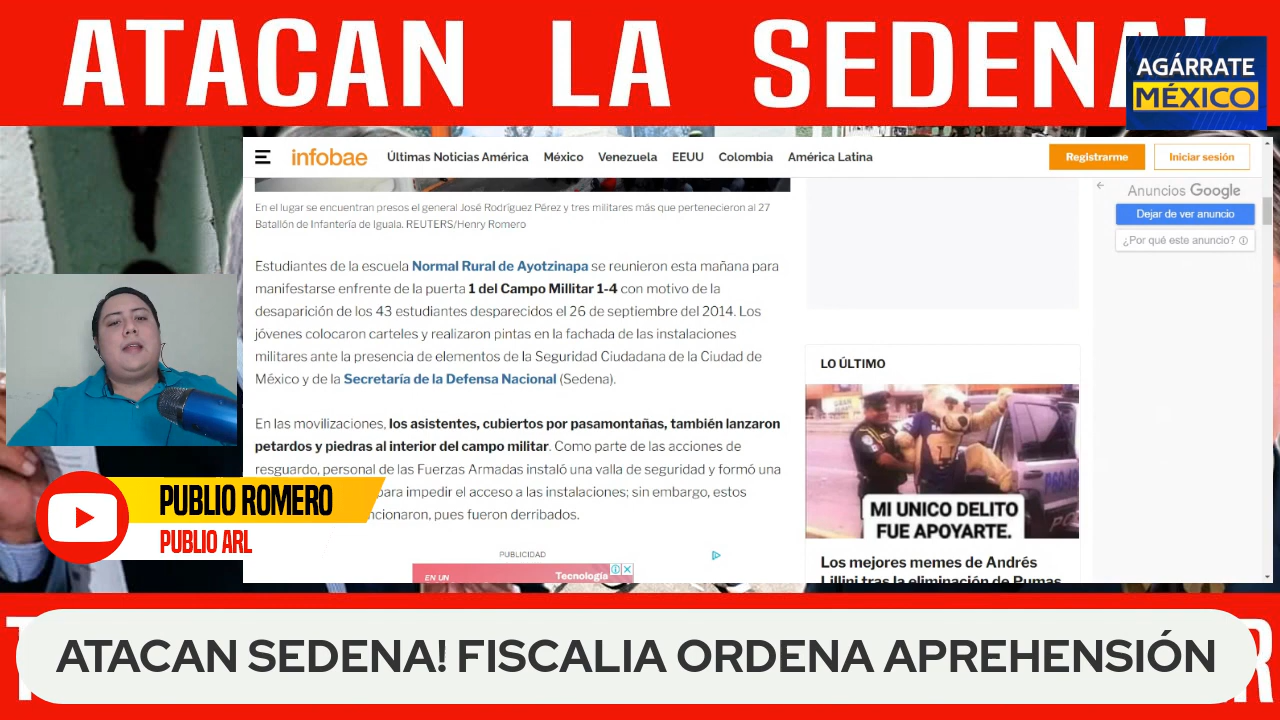 ATACAN LA SEDENA!
AGÁRRATE
MÉXICO
infobae
Últimas Noticias América
México
Venezuela
EEUU
Colombia
América Latina
Registrarme
Iniciar sesión
En el lugar se encuentran presos el general José Rodríguez Pérez y tres militares más que pertenecieron al 27
Batallón de Infantería de Iguala. REUTERS/Henry Romero
Estudiantes de la escuela Normal Rural de Ayotzinapa se reunieron esta mañana para
manifestarse enfrente de la puerta 1 del Campo Millitar 1-4 con motivo de la
desaparición de los 43 estudiantes desparecidos el 26 de septiembre del 2014. Los
jóvenes colocaron carteles y realizaron pintas en la fachada de las instalaciones
militares ante la presencia de elementos de la Seguridad Ciudadana de la Ciudad de
México y de la Secretaría de la Defensa Nacional (Sedena).
En las movilizaciones, los asistentes, cubiertos por pasamontañas, también lanzaron
petardos y piedras al interior del campo militar. Como parte de las acciones de
resguardo, personal de las Fuerzas Armadas instaló una valla de seguridad y formó una
para impedir el acceso a las instalaciones; sin embargo, estos
ncionaron, pues fueron derribados.
PUBLICIDAD
EN UN
Tecnología
Anuncios Google
Dejar de ver anuncio
¿Por qué este anuncio?
LO ÚLTIMO
MI UNICO DELITO
FUE APOYARTE.
Los mejores memes de Andrés
Lillini tras la eliminación de Pumas
PUBLIO ROMERO
PUBLIO ARL
ATACAN SEDENA! FISCALIA ORDENA APREHENSIÓN